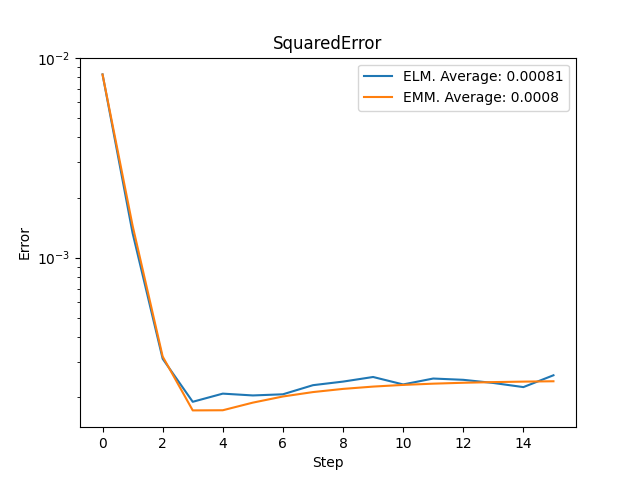 SquaredError
10⁻²
10⁻³
Error
ELM. Average: 0.00081
EMM. Average: 0.0008
0 2 4 6 8 10 12 14
Step